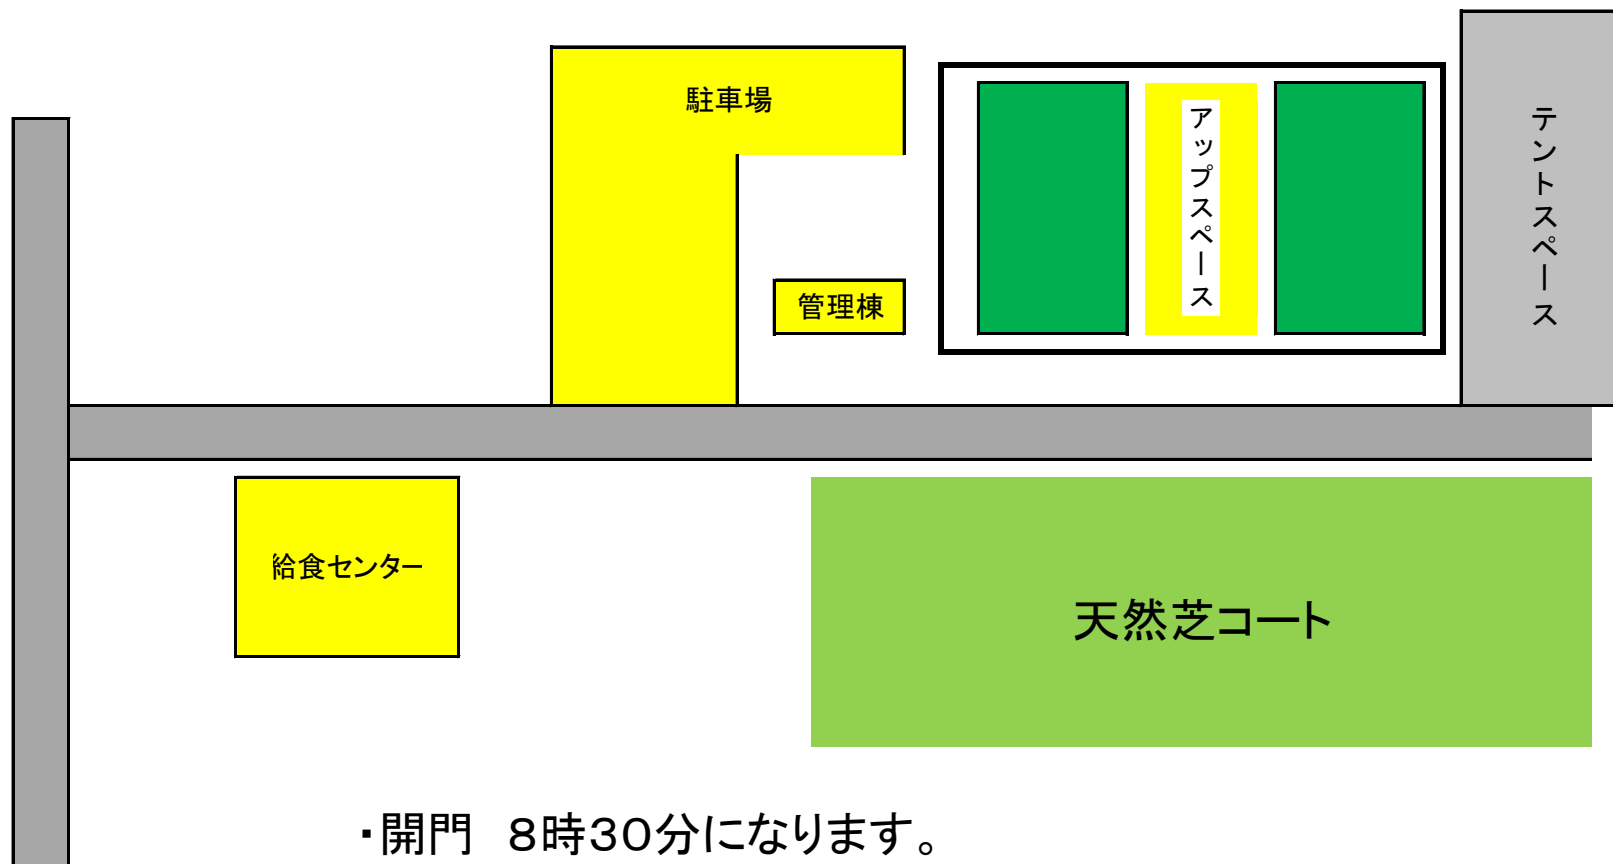 駐車場
アップスペース
テントスペース
管理棟
給食センター
天然芝コート
・開門　８時３０分になります。